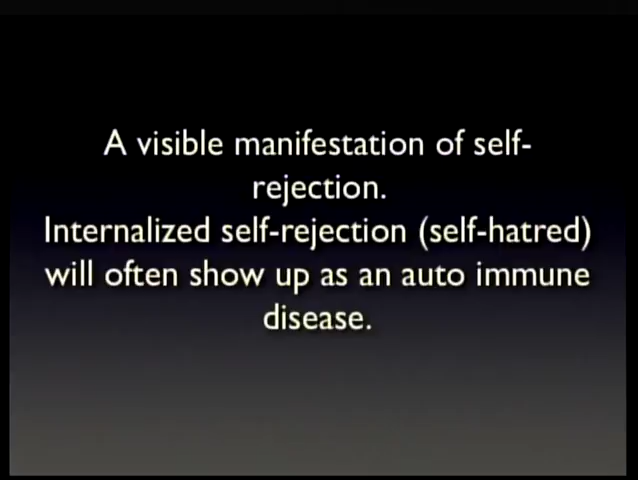 A visible manifestation of self-
rejection.
Internalized self-rejection (self-hatred)
will often show up as an auto immune
disease.